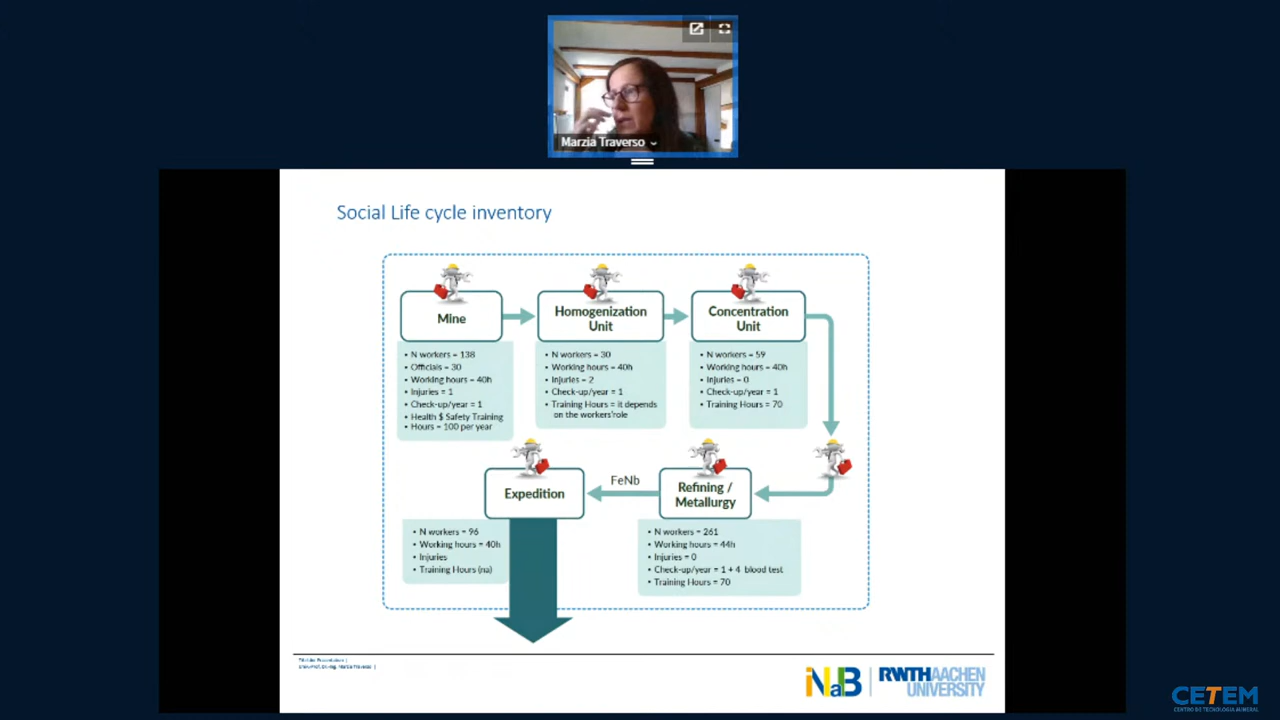 Marzia Traverso
Social Life cycle inventory
Mine
• N workers = 138
• Officials = 30
• Working hours = 40h
• Injuries = 1
• Check-up/year = 1
• Health $ Safety Training
• Hours = 100 per year
Homogenization
Unit
• N workers = 30
• Working hours = 40h
• Injuries = 2
• Check-up/year = 1
• Training Hours = it depends
on the workers'role
Concentration
Unit
• N workers = 59
• Working hours = 40h
• Injuries = 0
• Check-up/year = 1
• Training Hours = 70
Expedition
FeNb
Refining /
Metallurgy
• N workers = 96
• Working hours = 40h
• Injuries
• Training Hours (na)
• N workers = 261
• Working hours = 44h
• Injuries = 0
• Check-up/year = 1 + 4 blood test
• Training Hours = 70
Marzia Traverso |
iNaB
RWTHAACHEN
UNIVERSITY
CETEM
CENTRO DE TECNOLOGIA MINERAL